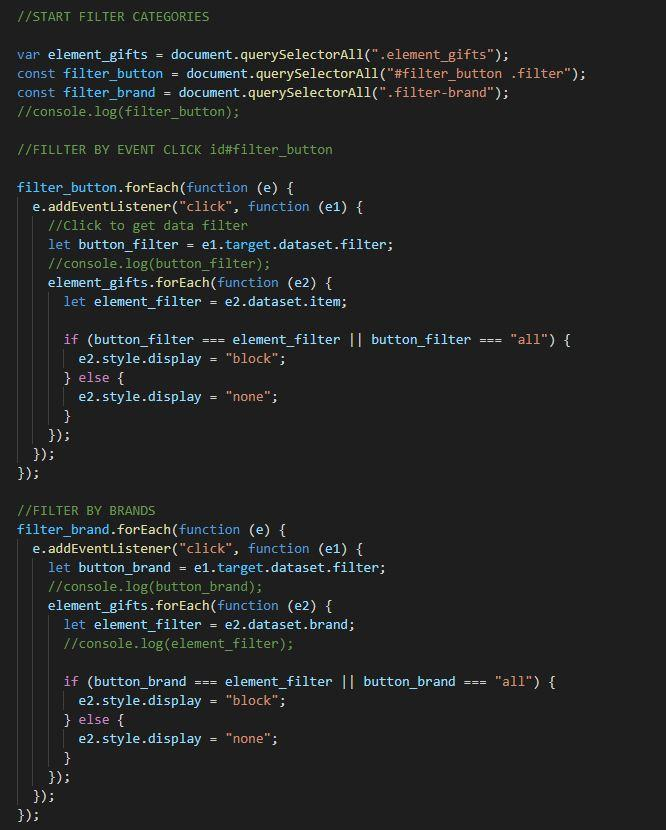 //START FILTER CATEGORIES
var element_gifts = document.querySelectorAll(".element_gifts");
const filter_button = document.querySelectorAll("#filter_button .filter");
const filter_brand = document.querySelectorAll(".filter-brand");
//console.log(filter_button);
//FILLTER BY EVENT CLICK id#filter_button
filter_button.forEach(function (e) {
e.addEventListener("click", function (e1) {
//Click to get data filter
let button_filter = e1.target.dataset.filter;
//console.log(button_filter);
element_gifts.forEach(function (e2) {
let element_filter = e2.dataset.item;
if (button_filter === element_filter || button_filter === "all") {
e2.style.display = "block";
} else {
e2.style.display = "none";
}
});
});
});
//FILTER BY BRANDS
filter_brand.forEach(function (e) {
e.addEventListener("click", function (e1) {
let button_brand = e1.target.dataset.filter;
//console.log(button_brand);
element_gifts.forEach(function (e2) {
let element_filter = e2.dataset.brand;
//console.log(element_filter);
if (button_brand === element_filter || button_brand === "all") {
e2.style.display = "block";
} else {
e2.style.display = "none";
}
});
});
});